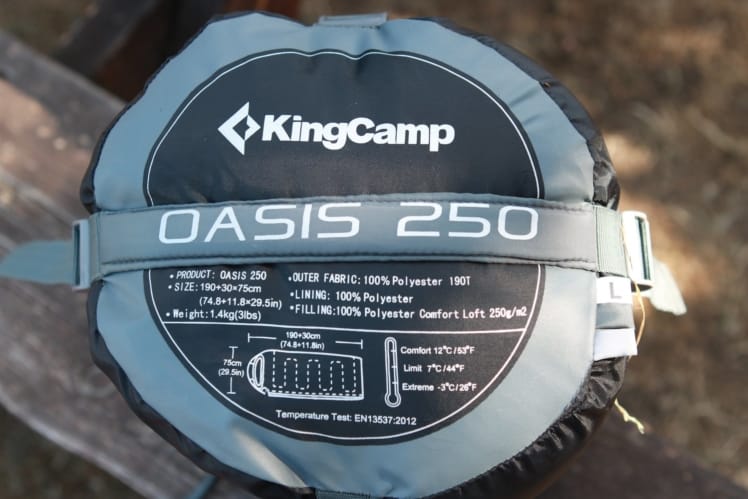 KingCamp
OASIS 250
• PRODUCT: OASIS 250
• SIZE: 190+30×75cm
(74.8+11.8×29.5in)
• Weight: 1.4kg(3lbs)
• OUTER FABRIC: 100% Polyester 190T
• LINING: 100% Polyester
• FILLING: 100% Polyester Comfort Loft 250g/m2
L
190+30cm
(74.8+11.8in)
75cm
(29.5in)
Comfort 12°C/53°F
Limit 7°C/44°F
Extreme -3°C/26°F
Temperature Test: EN13537:2012